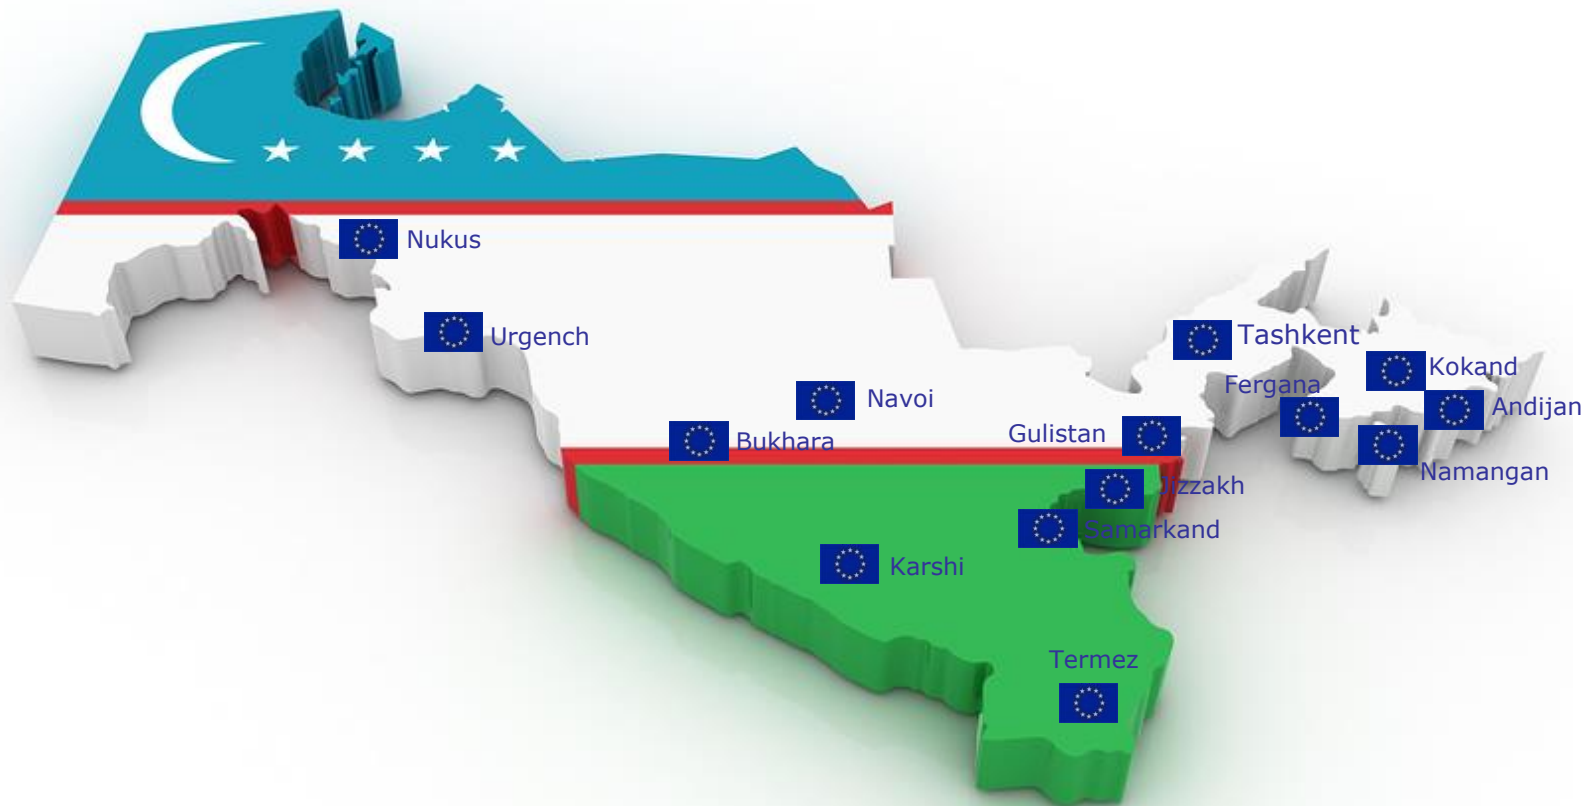 Nukus
Urgench
Tashkent
Kokand
Fergana
Navoi
Andijan
Gulistan
Bukhara
Namangan
Jizzakh
Samarkand
Karshi
Termez